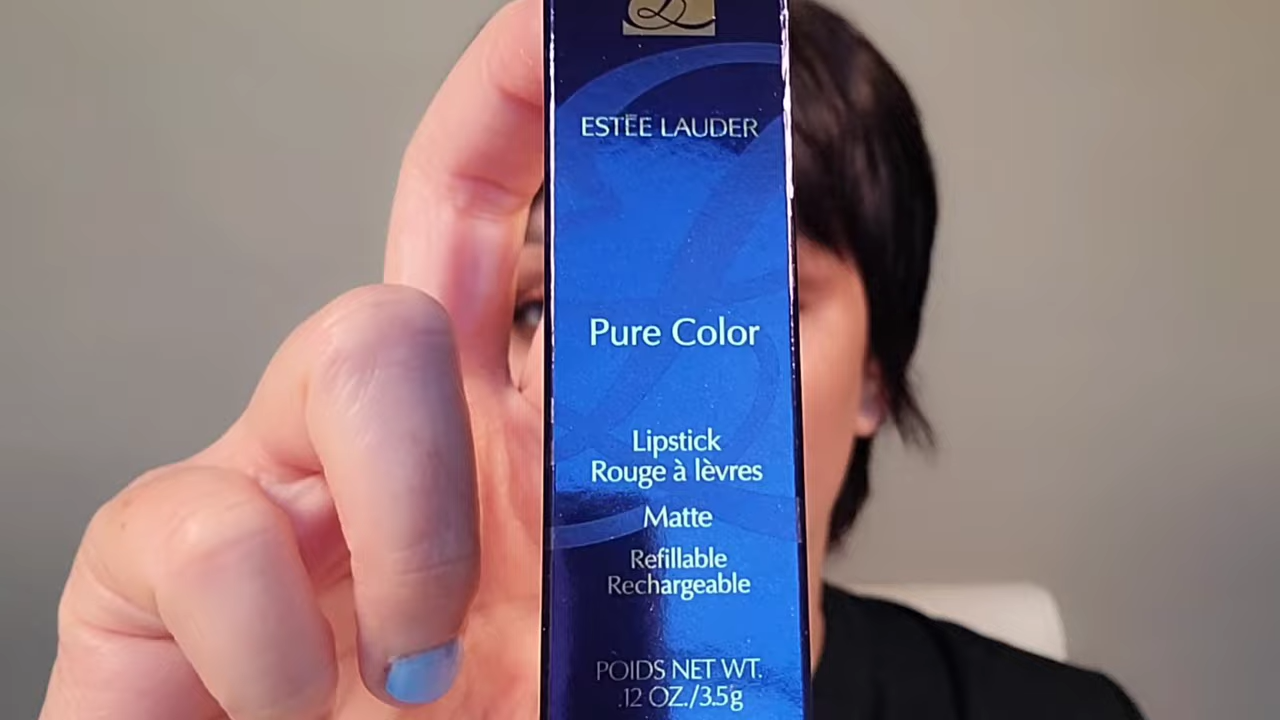 ESTĒE LAUDER
Pure Color
Lipstick
Rouge à lèvres
Matte
Refillable
Rechargeable
POIDS NET WT.
.12 OZ./3.5g